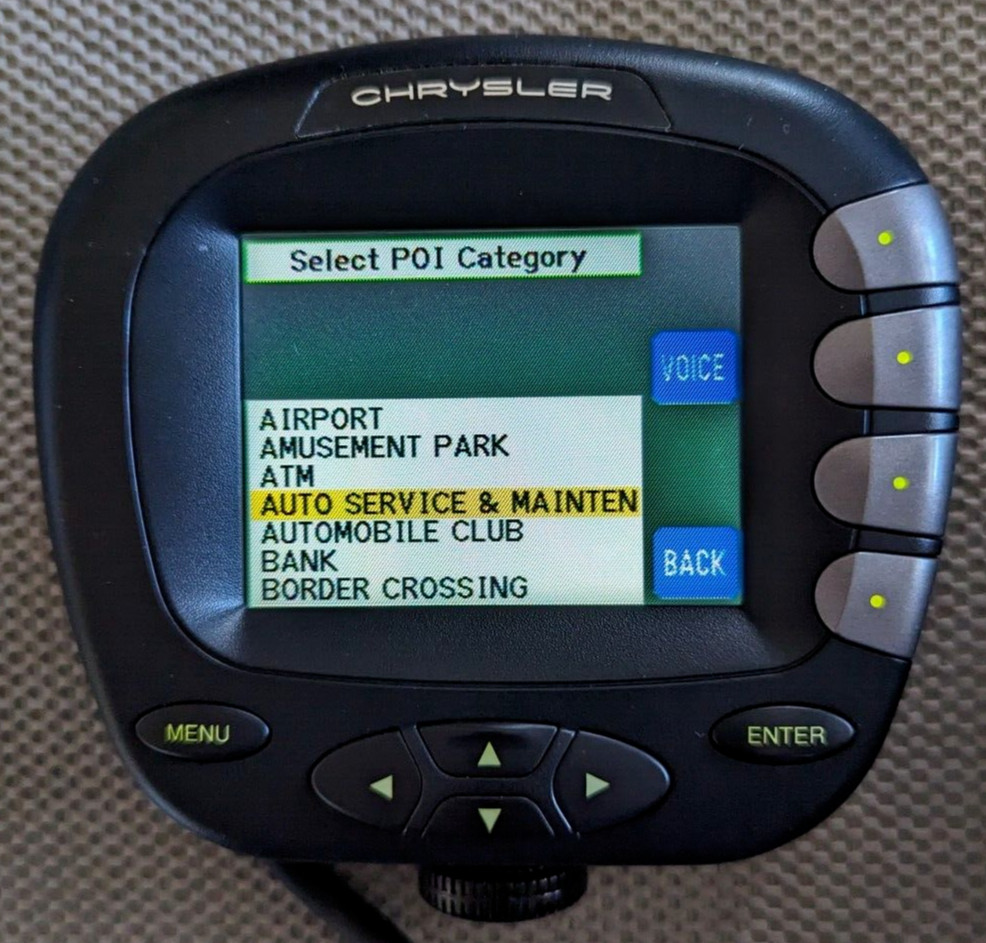 CHRYSLER
Select POI Category
VOICE
AIRPORT
AMUSEMENT PARK
ATM
AUTO SERVICE & MAINTEN
AUTOMOBILE CLUB
BANK
BORDER CROSSING
BACK
MENU
ENTER